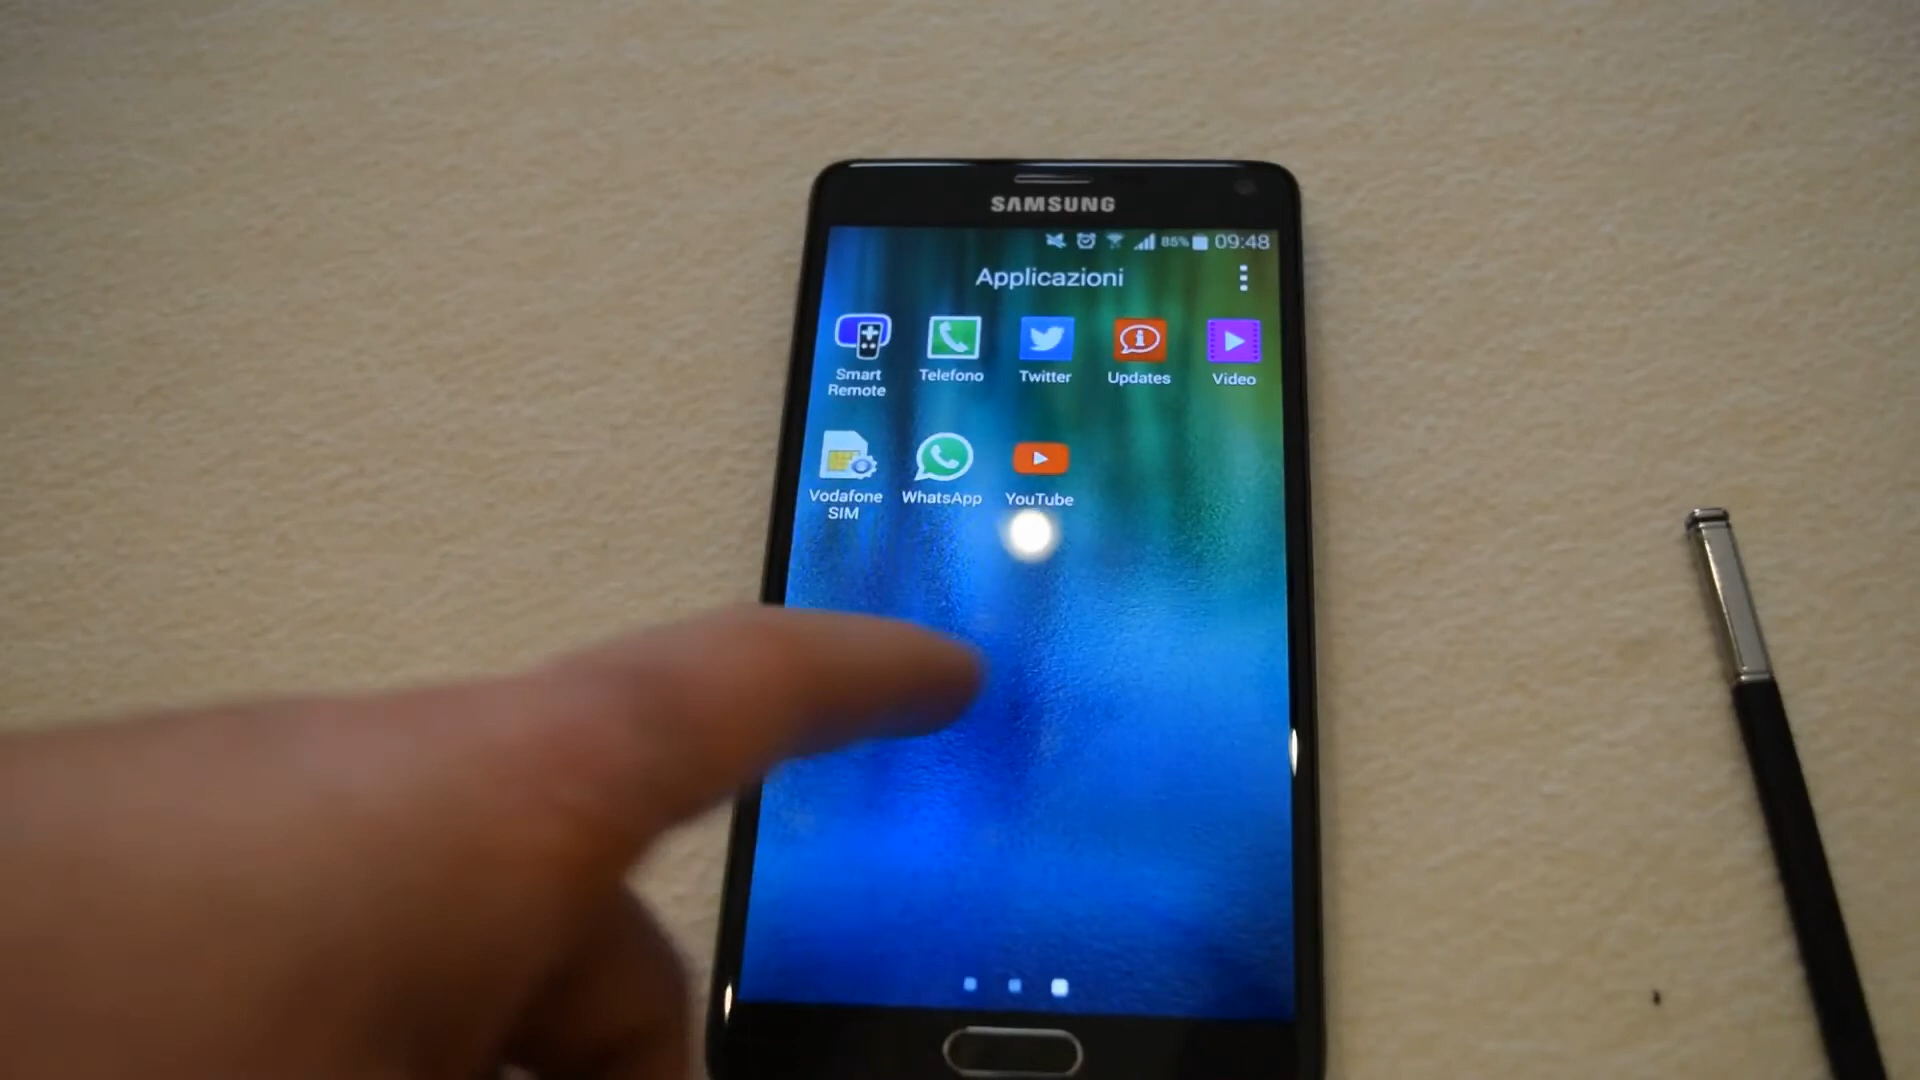 SAMSUNG
85% 09:48
Applicazioni
Smart
Remote
Telefono
Twitter
Updates
Video
Vodafone
SIM
WhatsApp
YouTube